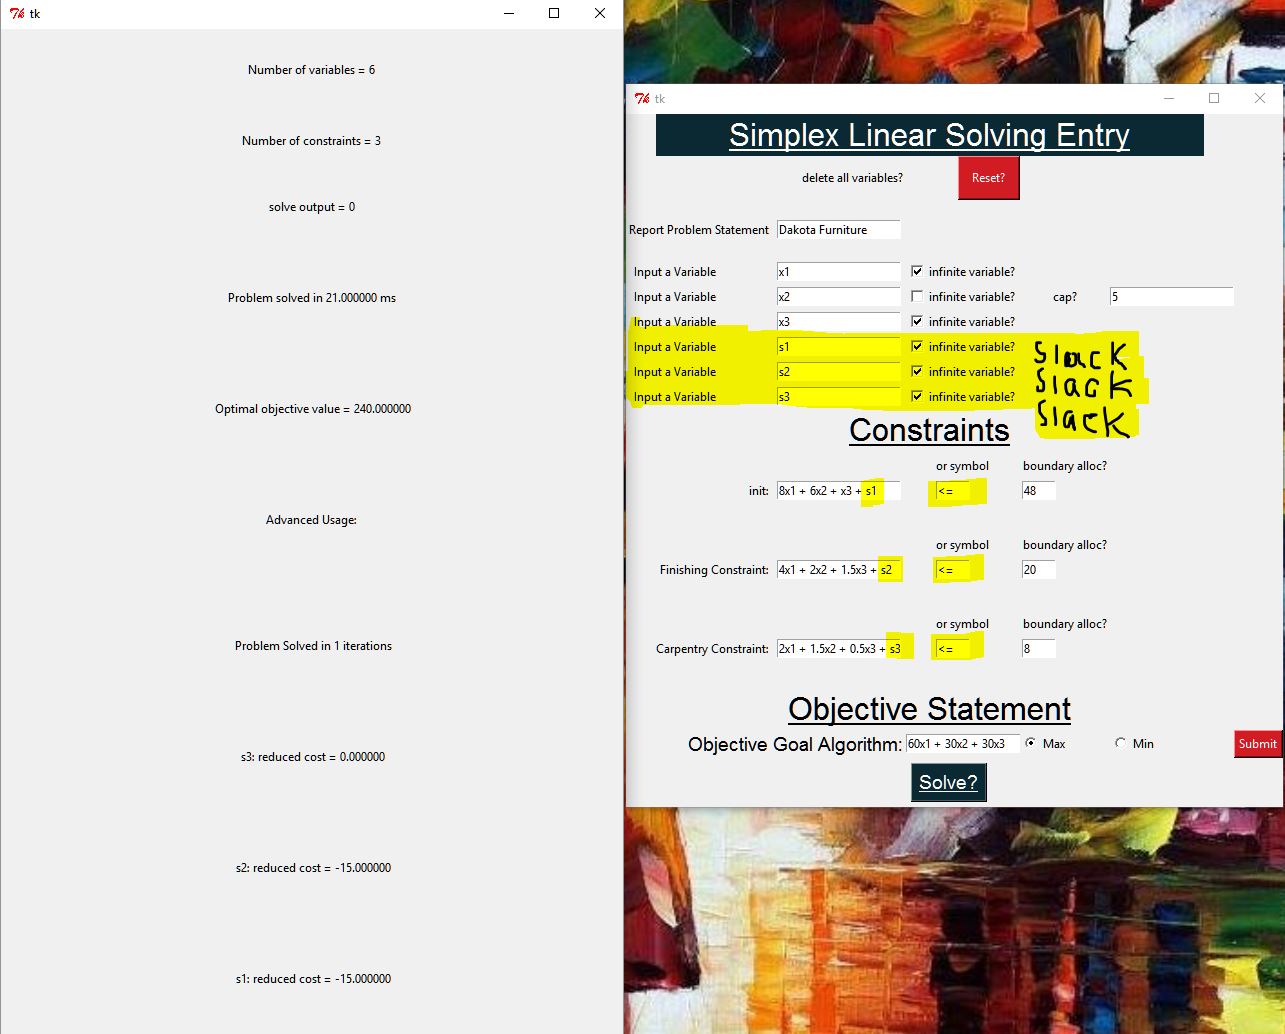 tk
Number of variables = 6
Number of constraints = 3
solve output = 0
Problem solved in 21.000000 ms
Optimal objective value = 240.000000
Advanced Usage:
Problem Solved in 1 iterations
s3: reduced cost = 0.000000
s2: reduced cost = -15.000000
s1: reduced cost = -15.000000
tk
Simplex Linear Solving Entry
delete all variables? Reset?
Report Problem Statement Dakota Furniture
Input a Variable x1 infinite variable?
Input a Variable x2 infinite variable? cap? 5
Input a Variable x3 infinite variable?
Input a Variable s1 infinite variable? Slack
Input a Variable s2 infinite variable? Slack
Input a Variable s3 infinite variable? Slack
Constraints
or symbol boundary alloc?
init: 8x1 + 6x2 + x3 + s1 <= 48
or symbol boundary alloc?
Finishing Constraint: 4x1 + 2x2 + 1.5x3 + s2 <= 20
or symbol boundary alloc?
Carpentry Constraint: 2x1 + 1.5x2 + 0.5x3 + s3 <= 8
Objective Statement
Objective Goal Algorithm: 60x1 + 30x2 + 30x3 Max Min Submit
Solve?